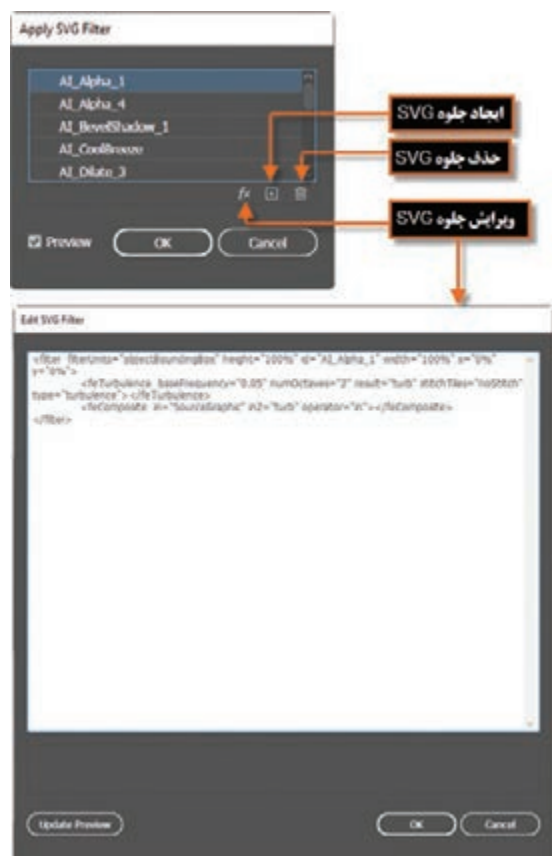 Apply SVG Filter
AI_Alpha_1
AI_Alpha_4
AI_BevelShadow_1
AI_CoolBreeze
AI_Dilate_3
ایجاد جلوه SVG
حذف جلوه SVG
ویرایش جلوه SVG
fx
Preview
OK
Cancel
Edit SVG Filter
<filter filterUnits="objectBoundingBox" height="100%" id="AI_Alpha_1" width="100%" x="0%"
y="0%">
<feTurbulence baseFrequency="0.05" numOctaves="2" result="turb" stitchTiles="noStitch"
type="turbulence"></feTurbulence>
<feComposite in="SourceGraphic" in2="turb" operator="in"></feComposite>
</filter>
Update Preview
OK
Cancel